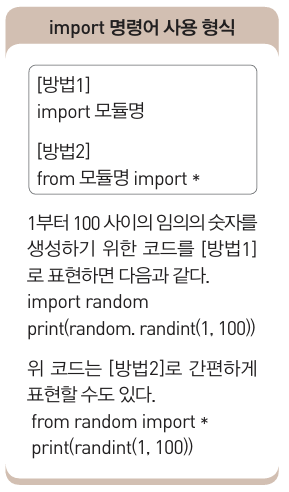 import 명령어 사용 형식
[방법1]
import 모듈명
[방법2]
from 모듈명 import *
1부터 100 사이의 임의의 숫자를
생성하기 위한 코드를 [방법1]
로 표현하면 다음과 같다.
import random
print(random. randint(1, 100))
위 코드는 [방법2]로 간편하게
표현할 수도 있다.
from random import *
print(randint(1, 100))